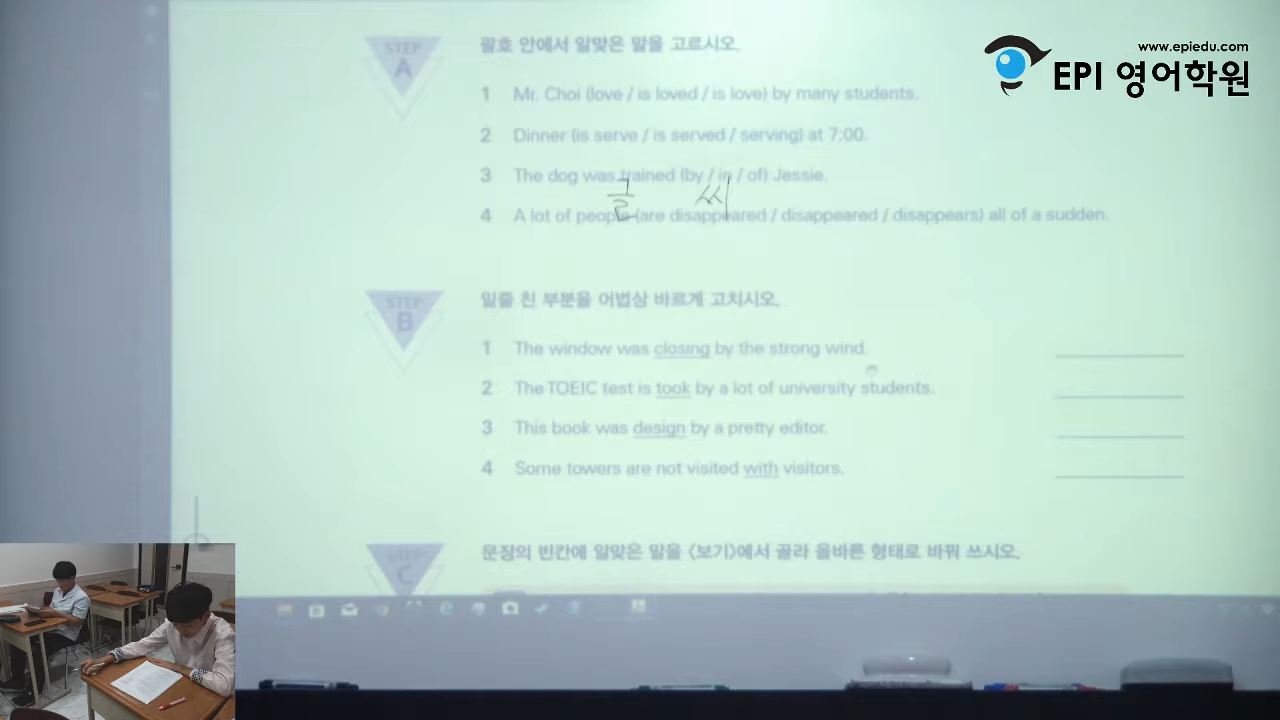 www.epiedu.com
EPI 영어학원
STEP A
괄호 안에서 알맞은 말을 고르시오.
1 Mr. Choi (love / is loved / is love) by many students.
2 Dinner (is serve / is served / serving) at 7:00.
3 The dog was trained (by / in / of) Jessie.
글 씨
4 A lot of people (are disappeared / disappeared / disappears) all of a sudden.
STEP B
밑줄 친 부분을 어법상 바르게 고치시오.
1 The window was closing by the strong wind.
2 The TOEIC test is took by a lot of university students.
3 This book was design by a pretty editor.
4 Some towers are not visited with visitors.
STEP C
문장의 빈칸에 알맞은 말을 〈보기〉에서 골라 올바른 형태로 바꿔 쓰시오.